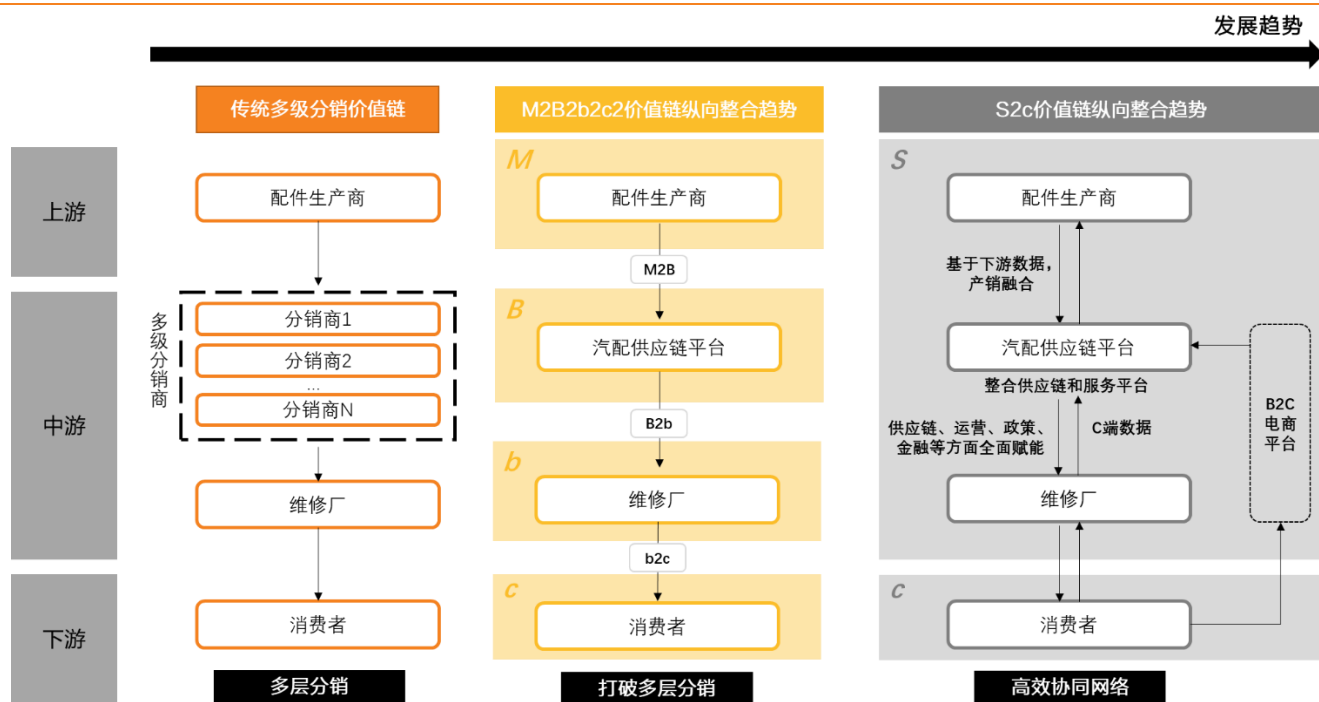 发展趋势
传统多级分销价值链
M2B2b2c2价值链纵向整合趋势
S2c价值链纵向整合趋势
上游
中游
下游
配件生产商
多级分销商
分销商1
分销商2
...
分销商N
维修厂
消费者
多层分销
M
配件生产商
M2B
B
汽配供应链平台
B2b
b
维修厂
b2c
c
消费者
打破多层分销
S
配件生产商
基于下游数据，
产销融合
汽配供应链平台
整合供应链和服务平台
供应链、运营、政策、
金融等方面全面赋能
C端数据
维修厂
B2C
电商
平台
c
消费者
高效协同网络